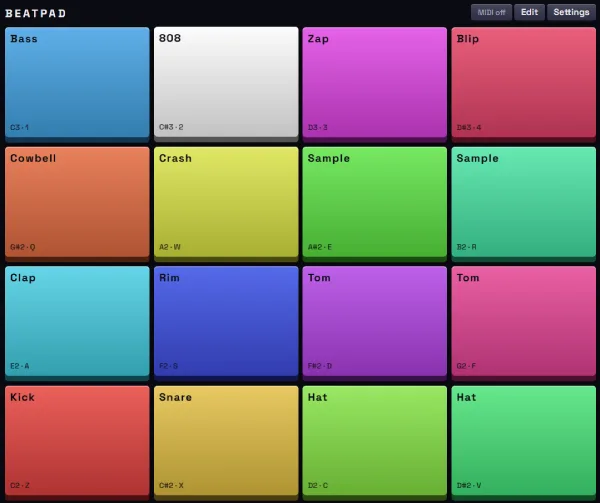 BEATPAD
MIDI off Edit Settings
Bass 808 Zap Blip
C3·1 C#3·2 D3·3 D#3·4
Cowbell Crash Sample Sample
G#2·Q A2·W A#2·E B2·R
Clap Rim Tom Tom
E2·A F2·S F#2·D G2·F
Kick Snare Hat Hat
C2·Z C#2·X D2·C D#2·V